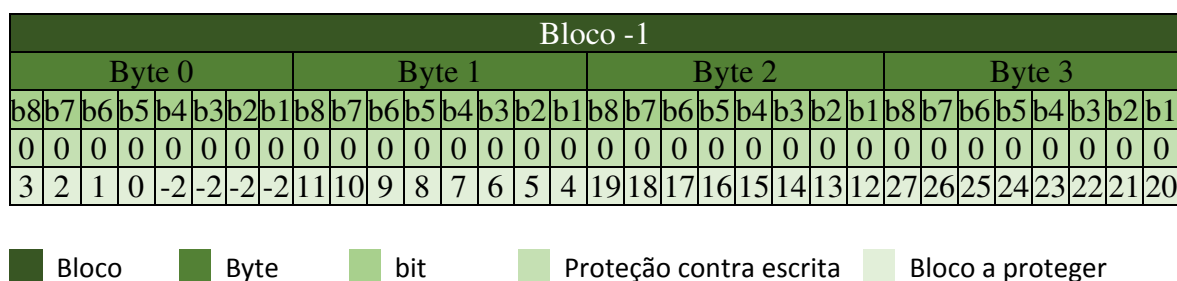 Bloco -1
Byte 0 Byte 1 Byte 2 Byte 3
b8 b7 b6 b5 b4 b3 b2 b1 b8 b7 b6 b5 b4 b3 b2 b1 b8 b7 b6 b5 b4 b3 b2 b1 b8 b7 b6 b5 b4 b3 b2 b1
0 0 0 0 0 0 0 0 0 0 0 0 0 0 0 0 0 0 0 0 0 0 0 0 0 0 0 0 0 0 0 0
3 2 1 0 -2 -2 -2 -2 11 10 9 8 7 6 5 4 19 18 17 16 15 14 13 12 27 26 25 24 23 22 21 20
Bloco Byte bit Proteção contra escrita Bloco a proteger